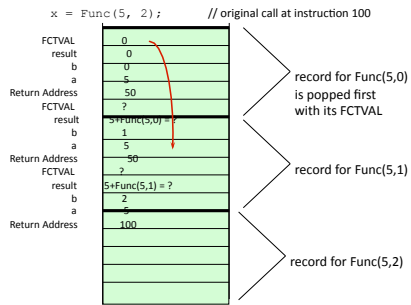 x = Func(5, 2); // original call at instruction 100
FCTVAL 0
result 0
b 0
a 5
Return Address 50
FCTVAL ?
result 5+Func(5,0) = ?
b 1
a 5
Return Address 50
FCTVAL ?
result 5+Func(5,1) = ?
b 2
a 5
Return Address 100
record for Func(5,0)
is popped first
with its FCTVAL
record for Func(5,1)
record for Func(5,2)